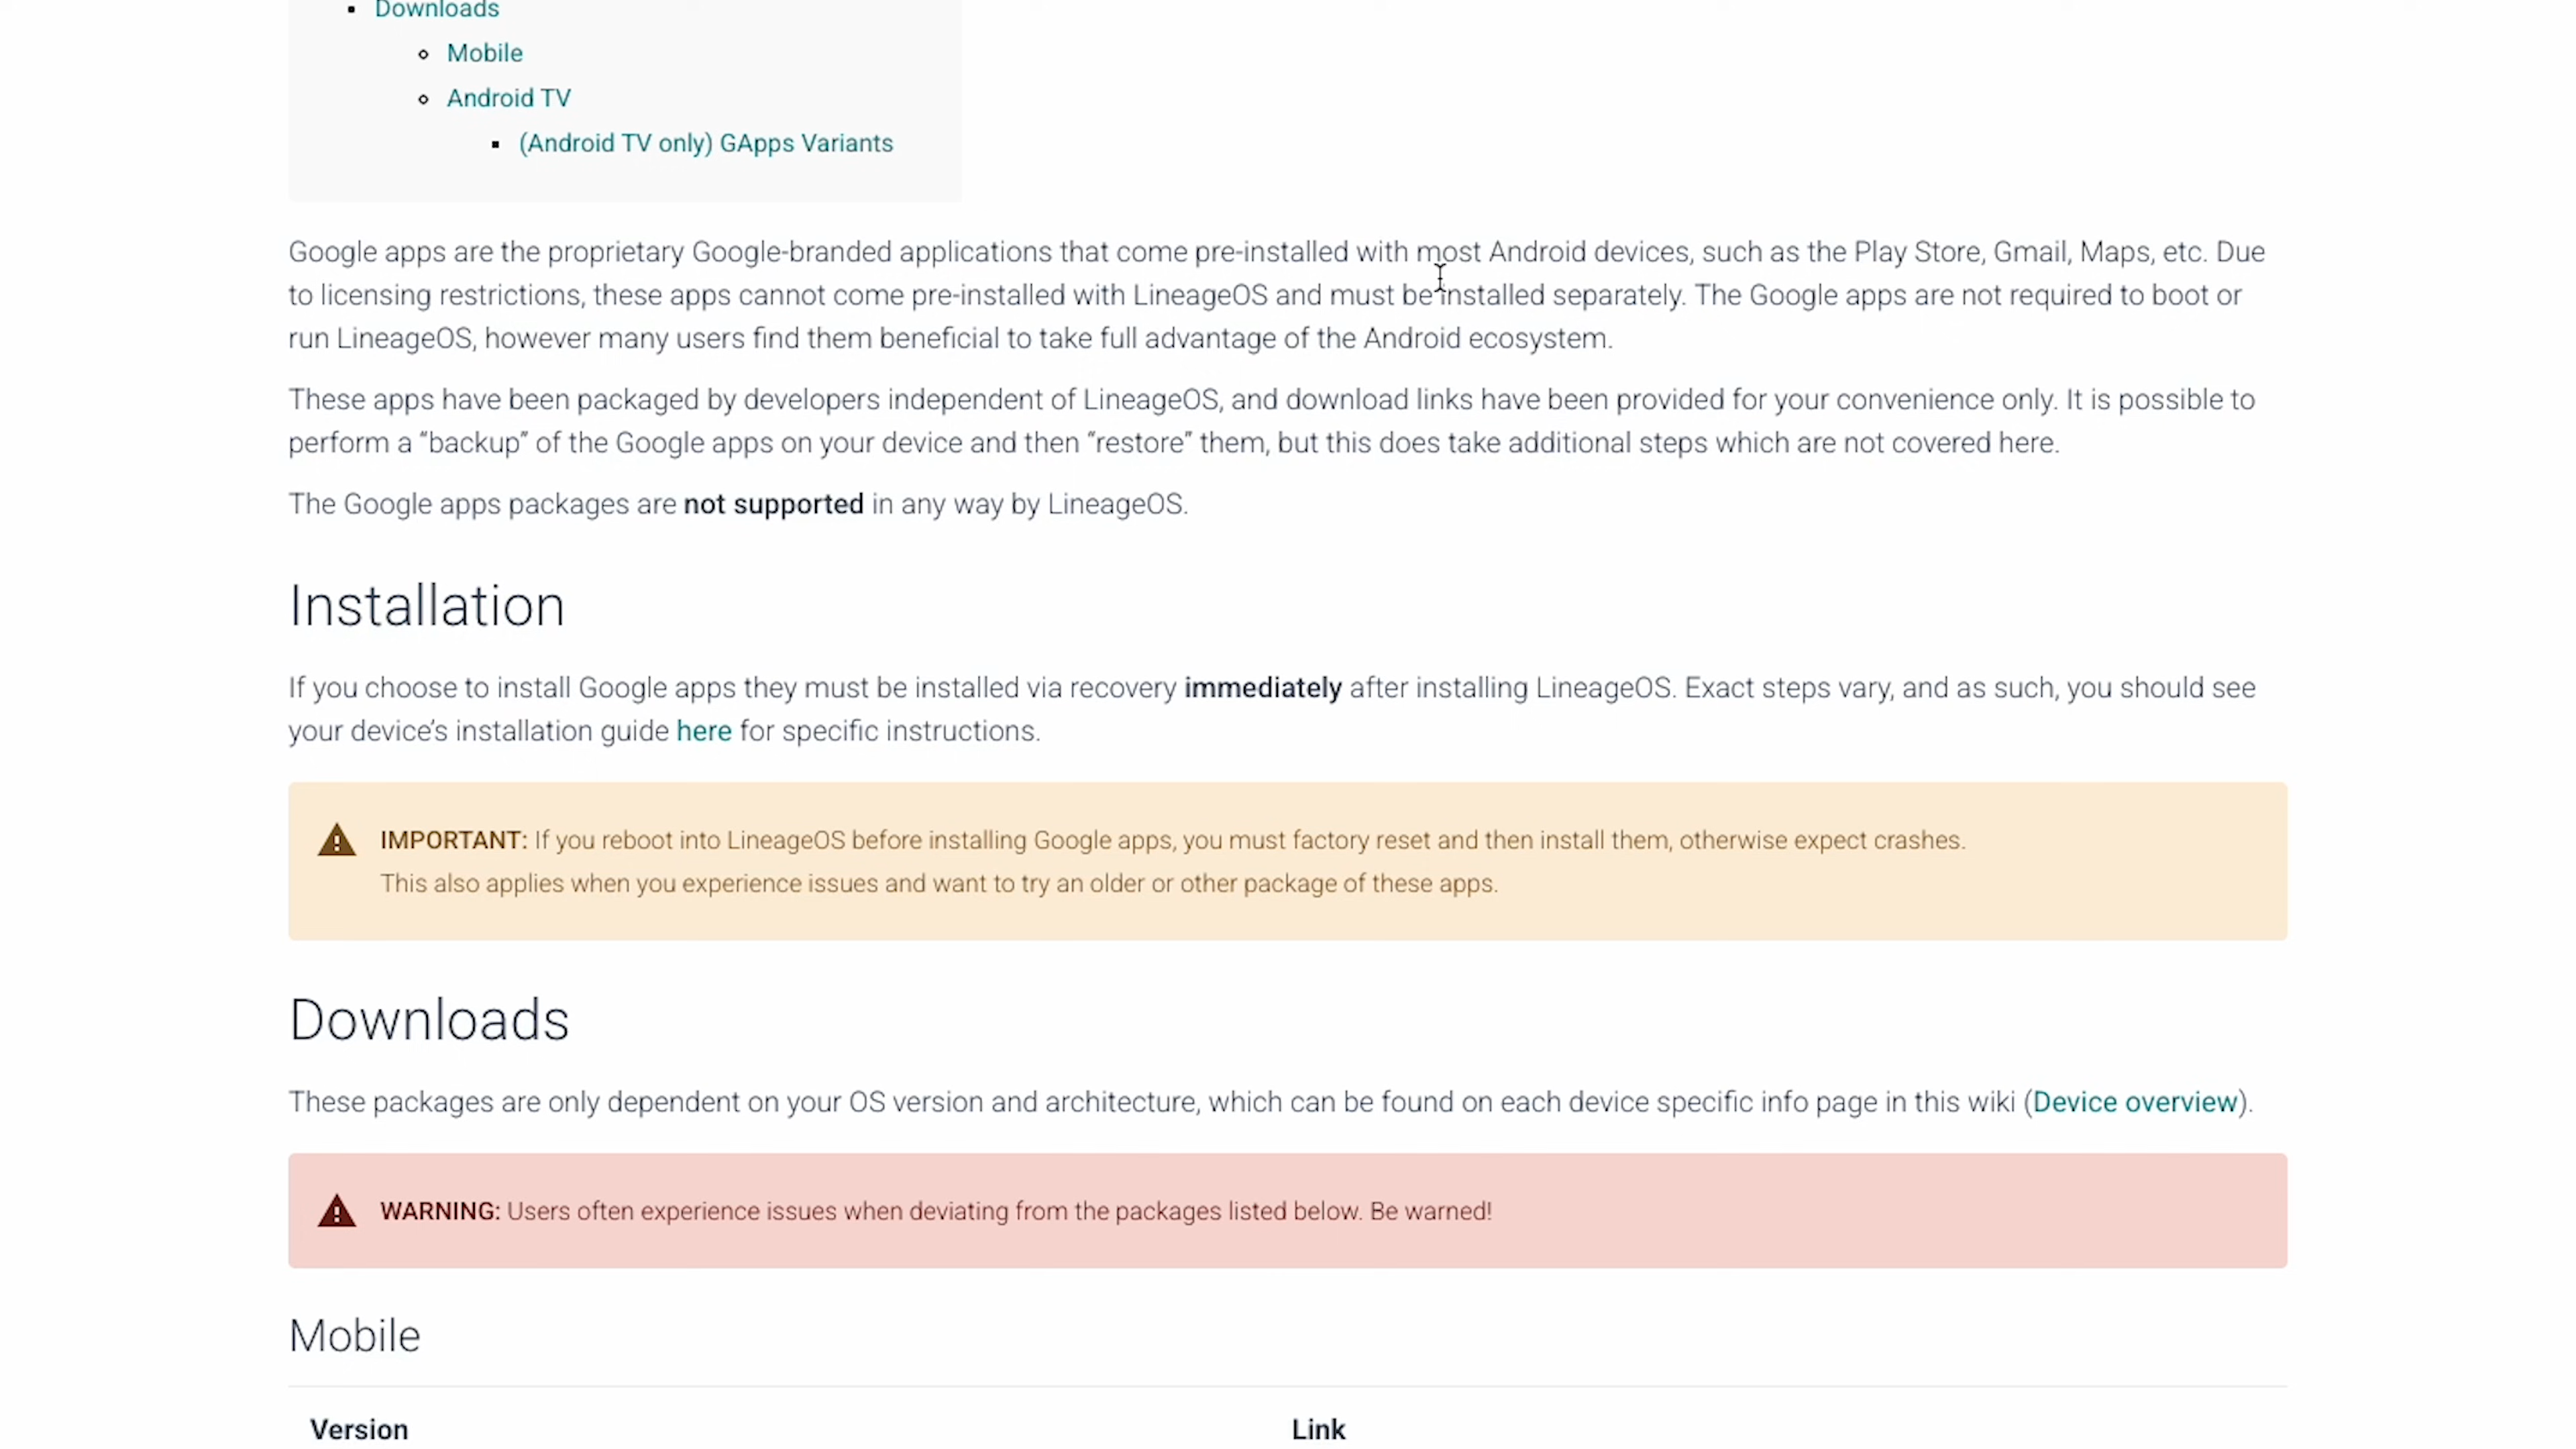 Downloads
Mobile
Android TV
(Android TV only) GApps Variants
Google apps are the proprietary Google-branded applications that come pre-installed with most Android devices, such as the Play Store, Gmail, Maps, etc. Due
to licensing restrictions, these apps cannot come pre-installed with LineageOS and must be installed separately. The Google apps are not required to boot or
run LineageOS, however many users find them beneficial to take full advantage of the Android ecosystem.
These apps have been packaged by developers independent of LineageOS, and download links have been provided for your convenience only. It is possible to
perform a “backup” of the Google apps on your device and then “restore” them, but this does take additional steps which are not covered here.
The Google apps packages are not supported in any way by LineageOS.
Installation
If you choose to install Google apps they must be installed via recovery immediately after installing LineageOS. Exact steps vary, and as such, you should see
your device’s installation guide here for specific instructions.
IMPORTANT: If you reboot into LineageOS before installing Google apps, you must factory reset and then install them, otherwise expect crashes.
This also applies when you experience issues and want to try an older or other package of these apps.
Downloads
These packages are only dependent on your OS version and architecture, which can be found on each device specific info page in this wiki (Device overview).
WARNING: Users often experience issues when deviating from the packages listed below. Be warned!
Mobile
Version Link